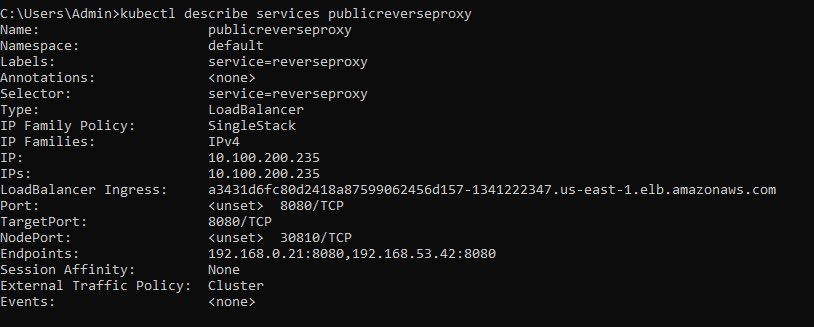 C:\Users\Admin>kubectl describe services publicreverseproxy
Name:                     publicreverseproxy
Namespace:                default
Labels:                   service=reverseproxy
Annotations:              <none>
Selector:                 service=reverseproxy
Type:                     LoadBalancer
IP Family Policy:         SingleStack
IP Families:              IPv4
IP:                       10.100.200.235
IPs:                      10.100.200.235
LoadBalancer Ingress:     a3431d6fc80d2418a87599062456d157-1341222347.us-east-1.elb.amazonaws.com
Port:                     <unset>  8080/TCP
TargetPort:               8080/TCP
NodePort:                 <unset>  30810/TCP
Endpoints:                192.168.0.21:8080,192.168.53.42:8080
Session Affinity:         None
External Traffic Policy:  Cluster
Events:                   <none>